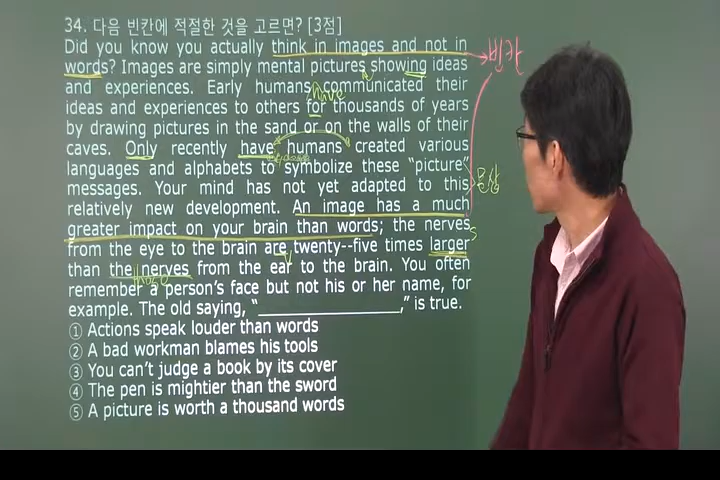 34. 다음 빈칸에 적절한 것을 고르면? [3점]
Did you know you actually think in images and not in
words? Images are simply mental pictures showing ideas
and experiences. Early humans communicated their
have
ideas and experiences to others for thousands of years
by drawing pictures in the sand or on the walls of their
caves. Only recently have humans created various
languages and alphabets to symbolize these “picture”
messages. Your mind has not yet adapted to this
relatively new development. An image has a much
greater impact on your brain than words; the nerves
from the eye to the brain are twenty--five times larger
than the nerves from the ear to the brain. You often
those
remember a person’s face but not his or her name, for
example. The old saying, “____________________,” is true.
① Actions speak louder than words
② A bad workman blames his tools
③ You can’t judge a book by its cover
④ The pen is mightier than the sword
⑤ A picture is worth a thousand words
빈칸
S
V